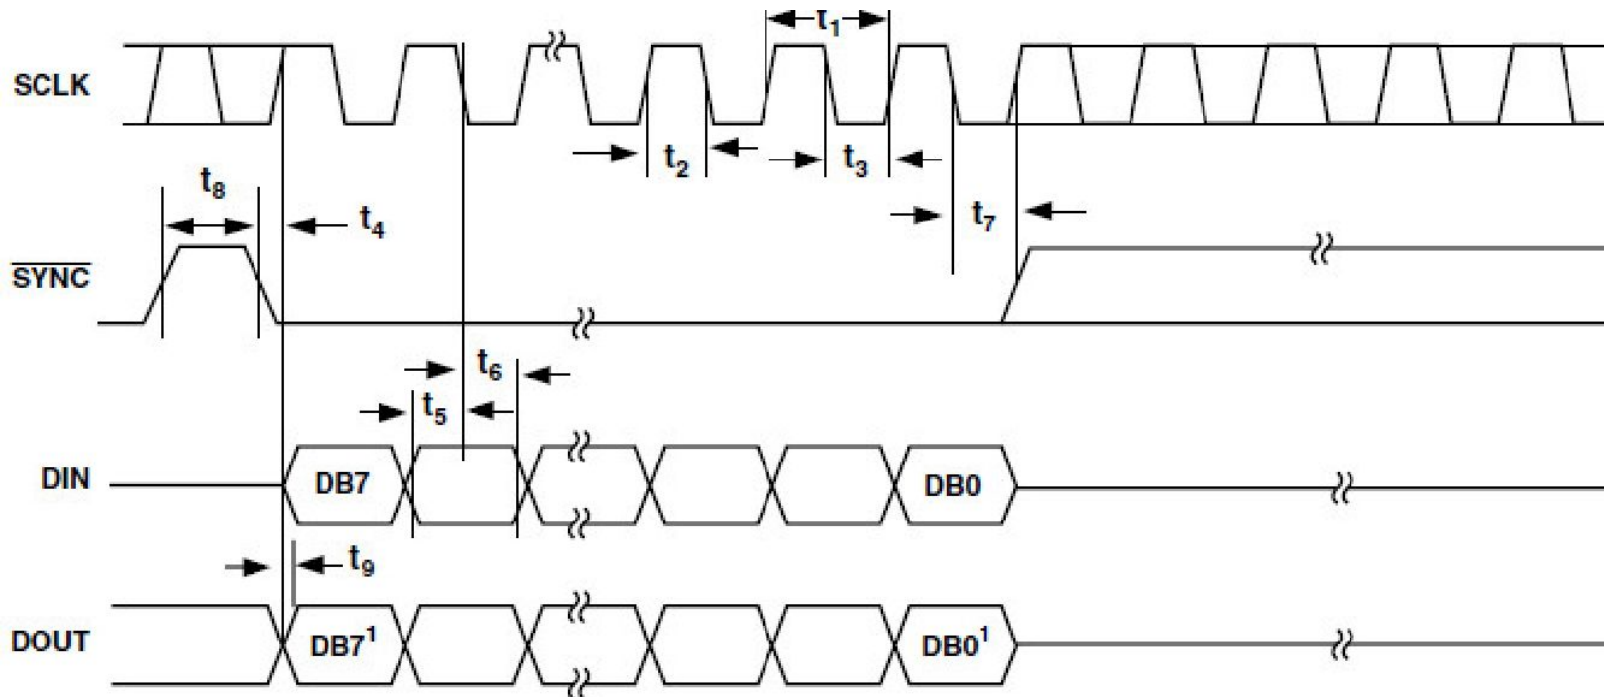 t1
SCLK
t2
t3
t8
t4
t7
SYNC
t6
t5
DIN
DB7
DB0
t9
DOUT
DB7¹
DB0¹